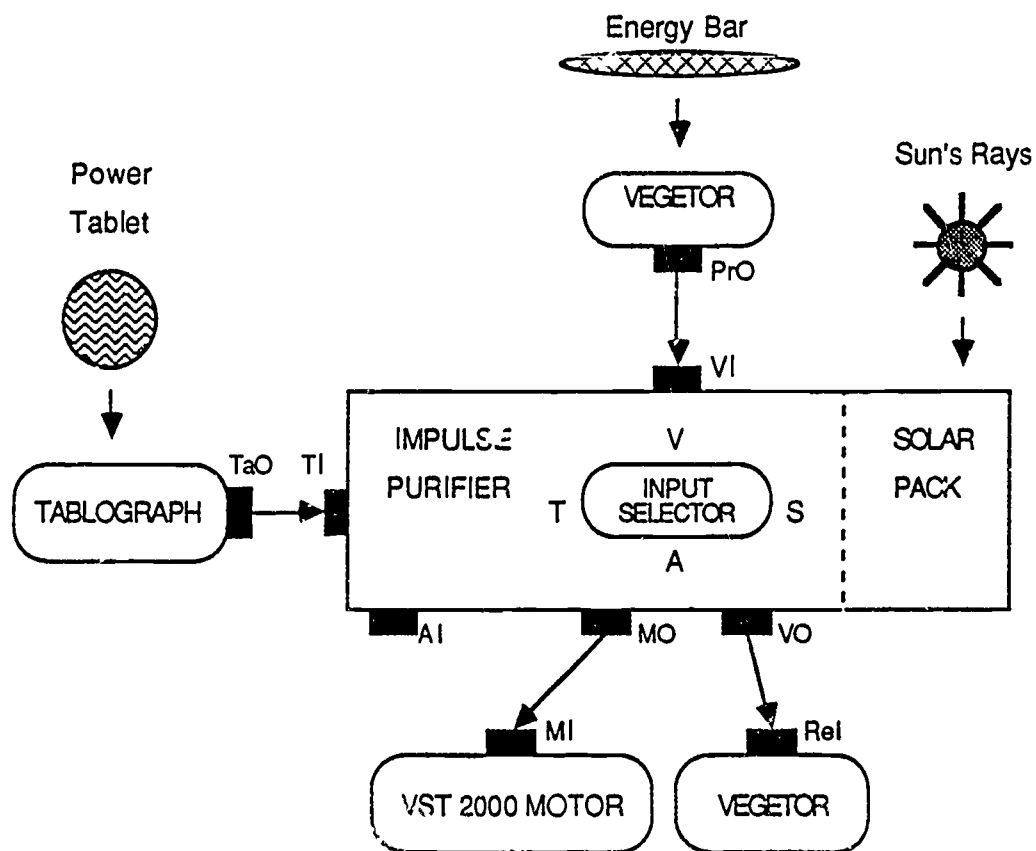 Energy Bar
Sun's Rays
Power
Tablet
VEGETOR
PrO
VI
IMPULSE
PURIFIER
V
SOLAR
PACK
TaO
TI
TABLOGRAPH
T
INPUT
SELECTOR
S
A
AI
MO
VO
MI
ReI
VST 2000 MOTOR
VEGETOR